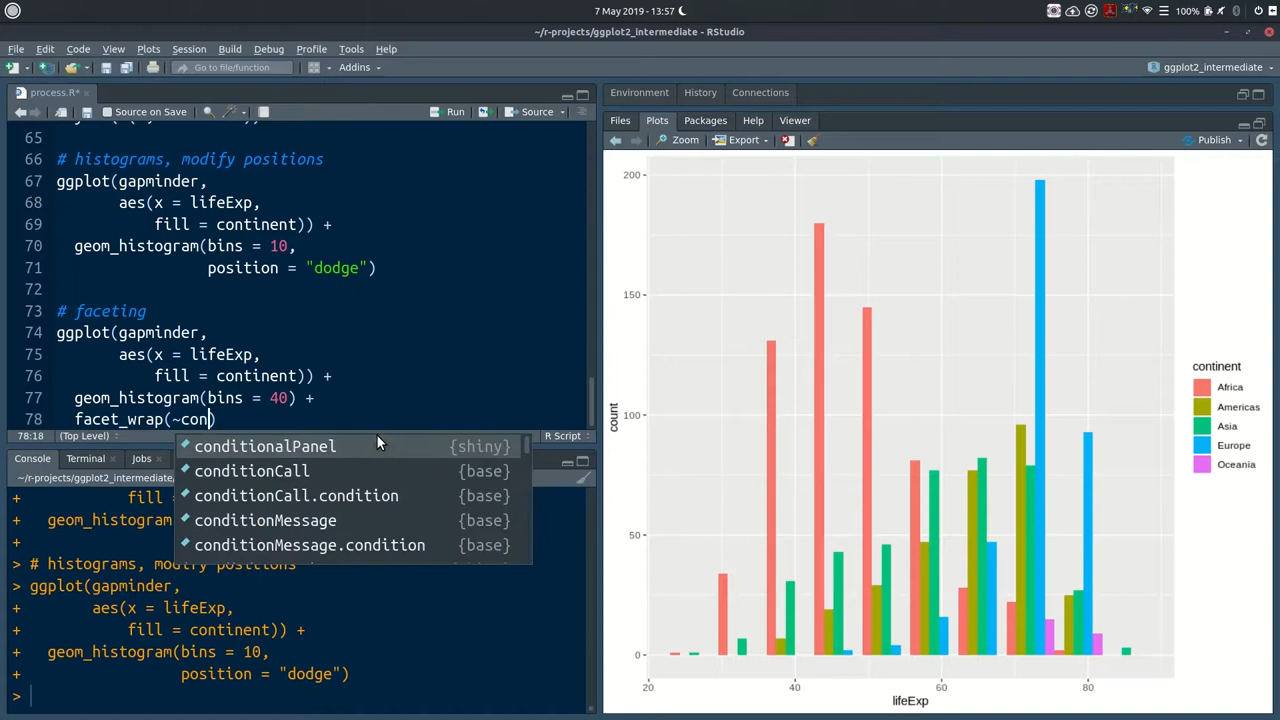 7 May 2019 - 13:57
100%
~/r-projects/ggplot2_intermediate - RStudio
File Edit Code View Plots Session Build Debug Profile Tools Help
Go to file/function
Addins
ggplot2_intermediate
process.R*
Source on Save
Run
Source
65
66 # histograms, modify positions
67 ggplot(gapminder,
68 aes(x = lifeExp,
69 fill = continent)) +
70 geom_histogram(bins = 10,
71 position = "dodge")
72
73 # faceting
74 ggplot(gapminder,
75 aes(x = lifeExp,
76 fill = continent)) +
77 geom_histogram(bins = 40) +
78 facet_wrap(~con)
78:18 (Top Level) R Script
conditionalPanel {shiny}
conditionCall {base}
conditionCall.condition {base}
conditionMessage {base}
conditionMessage.condition {base}
Console Terminal Jobs
~/r-projects/ggplot2_intermediate/
+ fill =
+ geom_histogram
+
> # histograms, modify positions
> ggplot(gapminder,
+ aes(x = lifeExp,
+ fill = continent)) +
+ geom_histogram(bins = 10,
+ position = "dodge")
>
Environment History Connections
Files Plots Packages Help Viewer
Zoom Export Publish
200
150
100
50
0
count
20 40 60 80
lifeExp
continent
Africa
Americas
Asia
Europe
Oceania